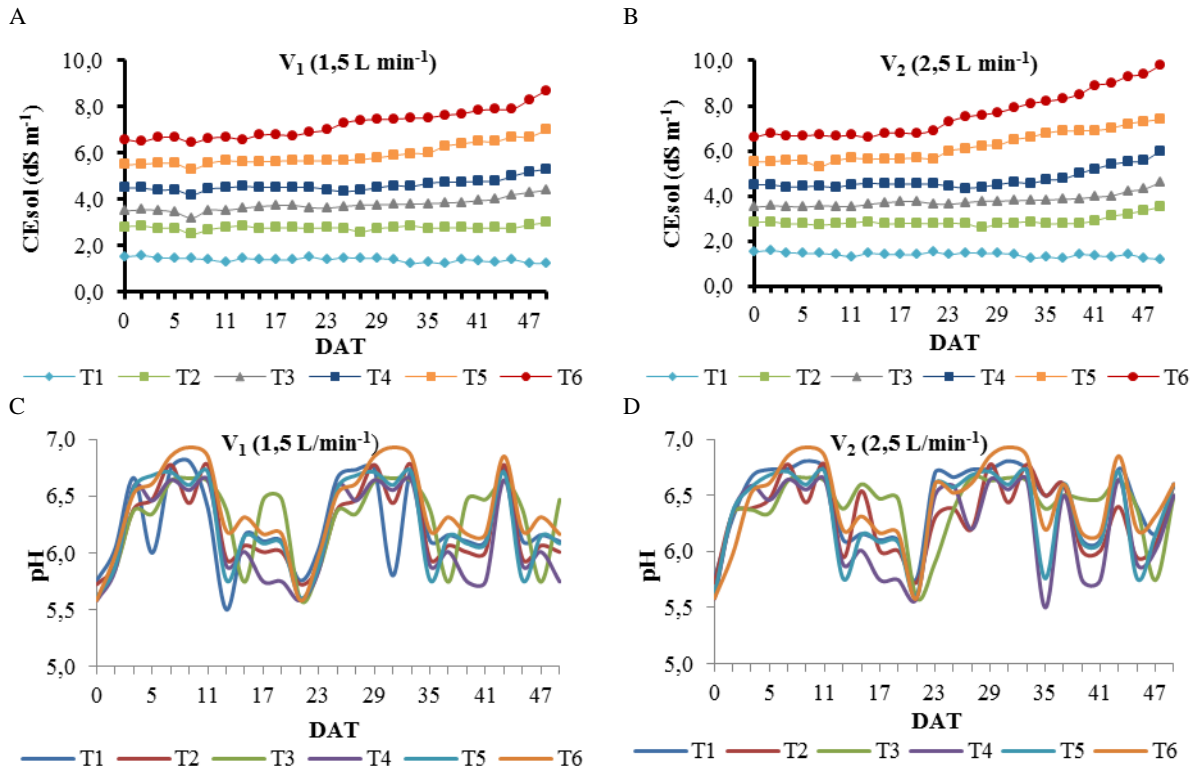 A
V1 (1,5 L min-1)
10,0
8,0
6,0
4,0
2,0
0,0
CEsol (dS m-1)
0 5 11 17 23 29 35 41 47
DAT
T1 T2 T3 T4 T5 T6
B
V2 (2,5 L min-1)
10,0
8,0
6,0
4,0
2,0
0,0
CEsol (dS m-1)
0 5 11 17 23 29 35 41 47
DAT
T1 T2 T3 T4 T5 T6
C
V1 (1,5 L/min-1)
7,0
6,5
6,0
5,5
5,0
pH
0 5 11 17 23 29 35 41 47
DAT
T1 T2 T3 T4 T5 T6
D
V2 (2,5 L/min-1)
7,0
6,5
6,0
5,5
5,0
pH
0 5 11 17 23 29 35 41 47
DAT
T1 T2 T3 T4 T5 T6